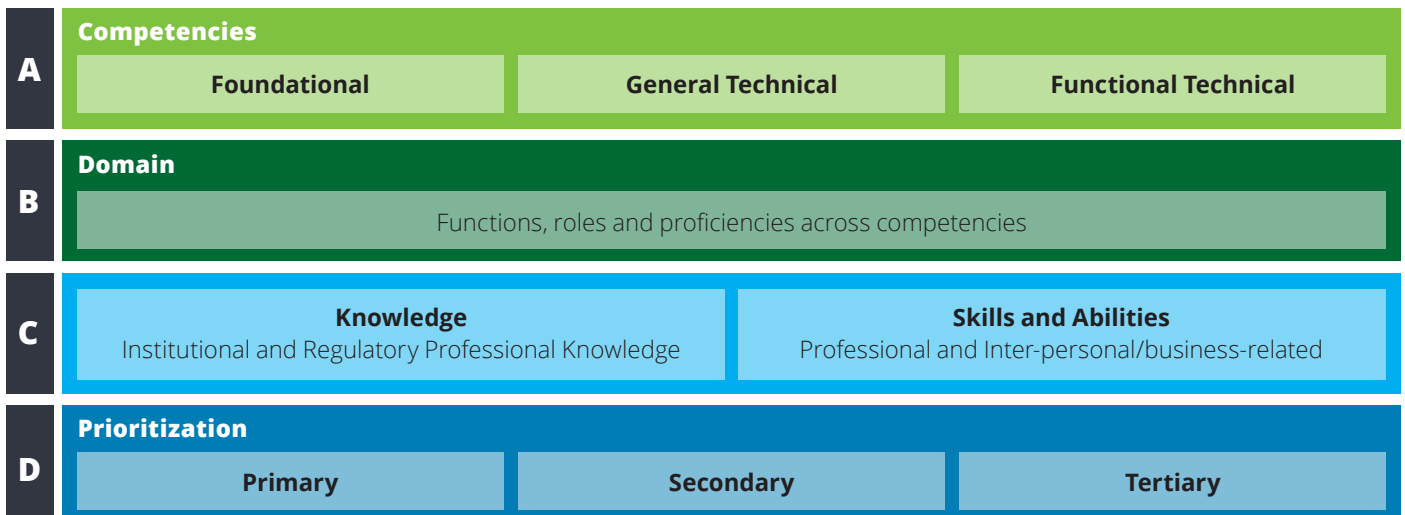 A
Competencies
Foundational
General Technical
Functional Technical
B
Domain
Functions, roles and proficiencies across competencies
C
Knowledge
Institutional and Regulatory Professional Knowledge
Skills and Abilities
Professional and Inter-personal/business-related
D
Prioritization
Primary
Secondary
Tertiary